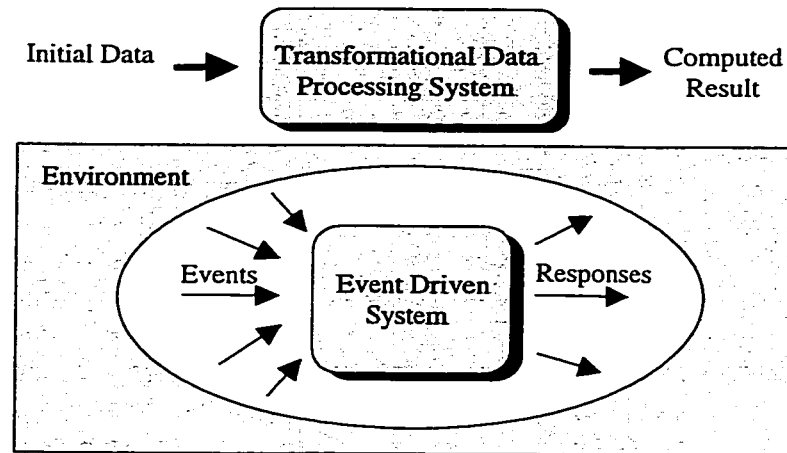 Initial Data
Transformational Data
Processing System
Computed
Result
Environment
Events
Event Driven
System
Responses